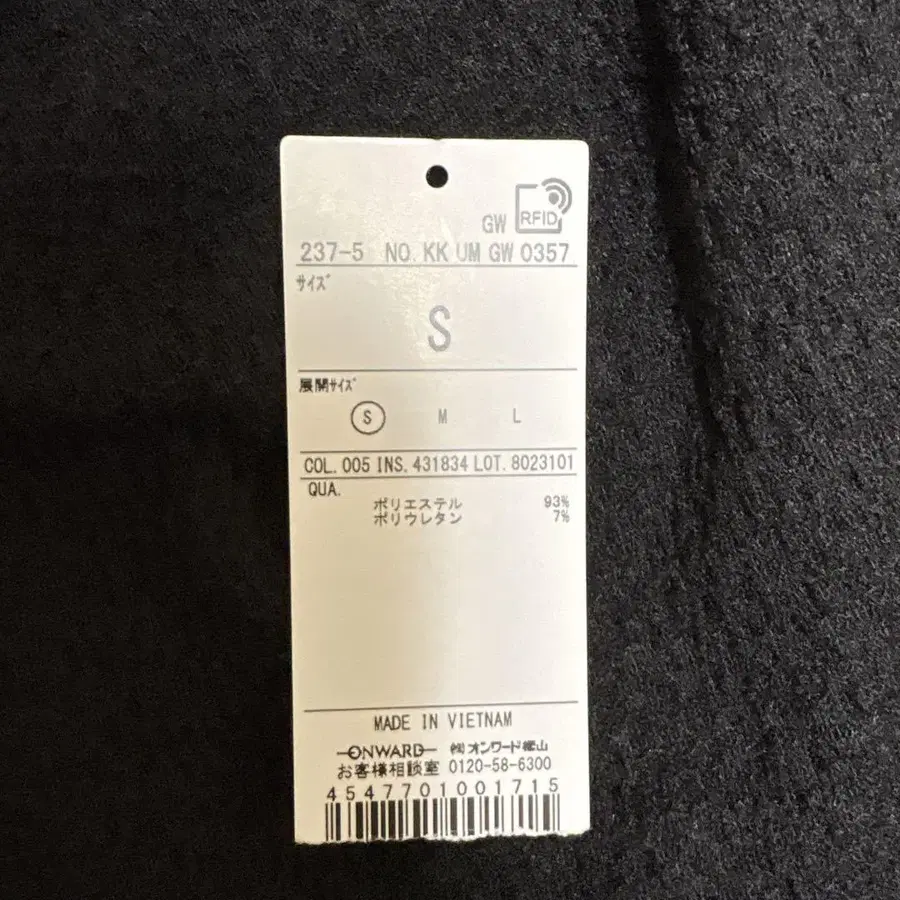 GW RFID
237-5 NO. KK UM GW 0357
サイズ
S
展開サイズ
S M L
COL. 005 INS. 431834 LOT. 8023101
QUA.
ポリエステル 93%
ポリウレタン 7%
MADE IN VIETNAM
ONWARD ㈱オンワード樫山
お客様相談室 0120-58-6300
4547701001715